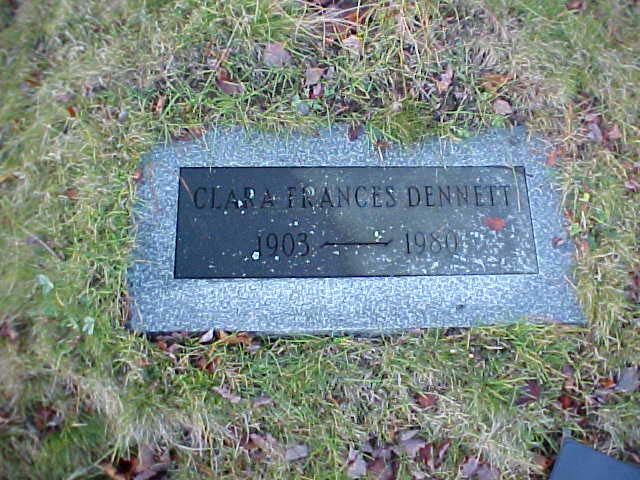 CLARA FRANCES DENNETT
1903 — 1980